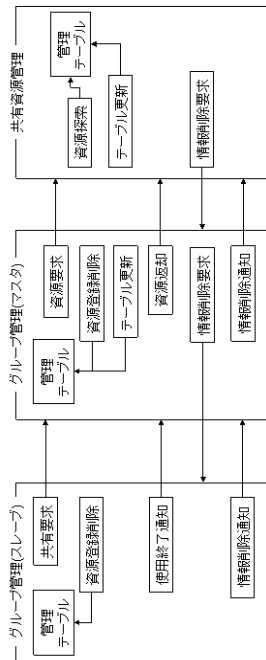 共有資源管理
管理
テーブル
資源探索
テーブル更新
情報削除要求
グループ管理(マスタ)
資源要求
管理
テーブル
資源登録削除
テーブル更新
資源返却
情報削除要求
情報削除通知
グループ管理(スレーブ)
共有要求
管理
テーブル
資源登録削除
使用終了通知
情報削除通知